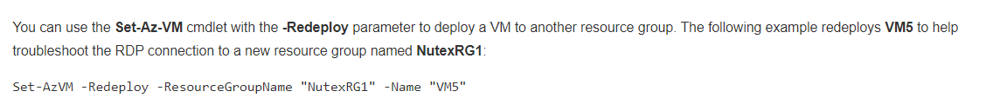 You can use the Set-Az-VM cmdlet with the -Redeploy parameter to deploy a VM to another resource group. The following example redeploys VM5 to help
troubleshoot the RDP connection to a new resource group named NutexRG1:
Set-AzVM -Redeploy -ResourceGroupName "NutexRG1" -Name "VM5"